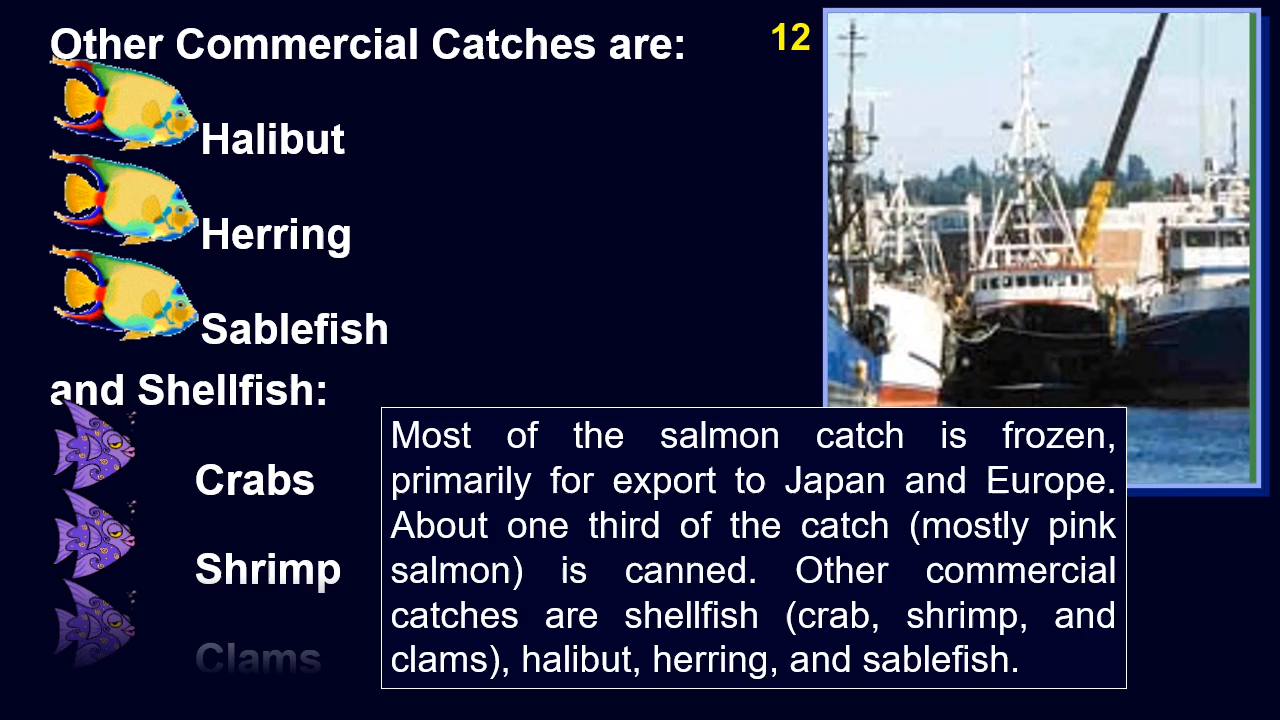 Other Commercial Catches are:
12
Halibut
Herring
Sablefish
and Shellfish:
Crabs
Shrimp
Clams
Most of the salmon catch is frozen,
primarily for export to Japan and Europe.
About one third of the catch (mostly pink
salmon) is canned. Other commercial
catches are shellfish (crab, shrimp, and
clams), halibut, herring, and sablefish.